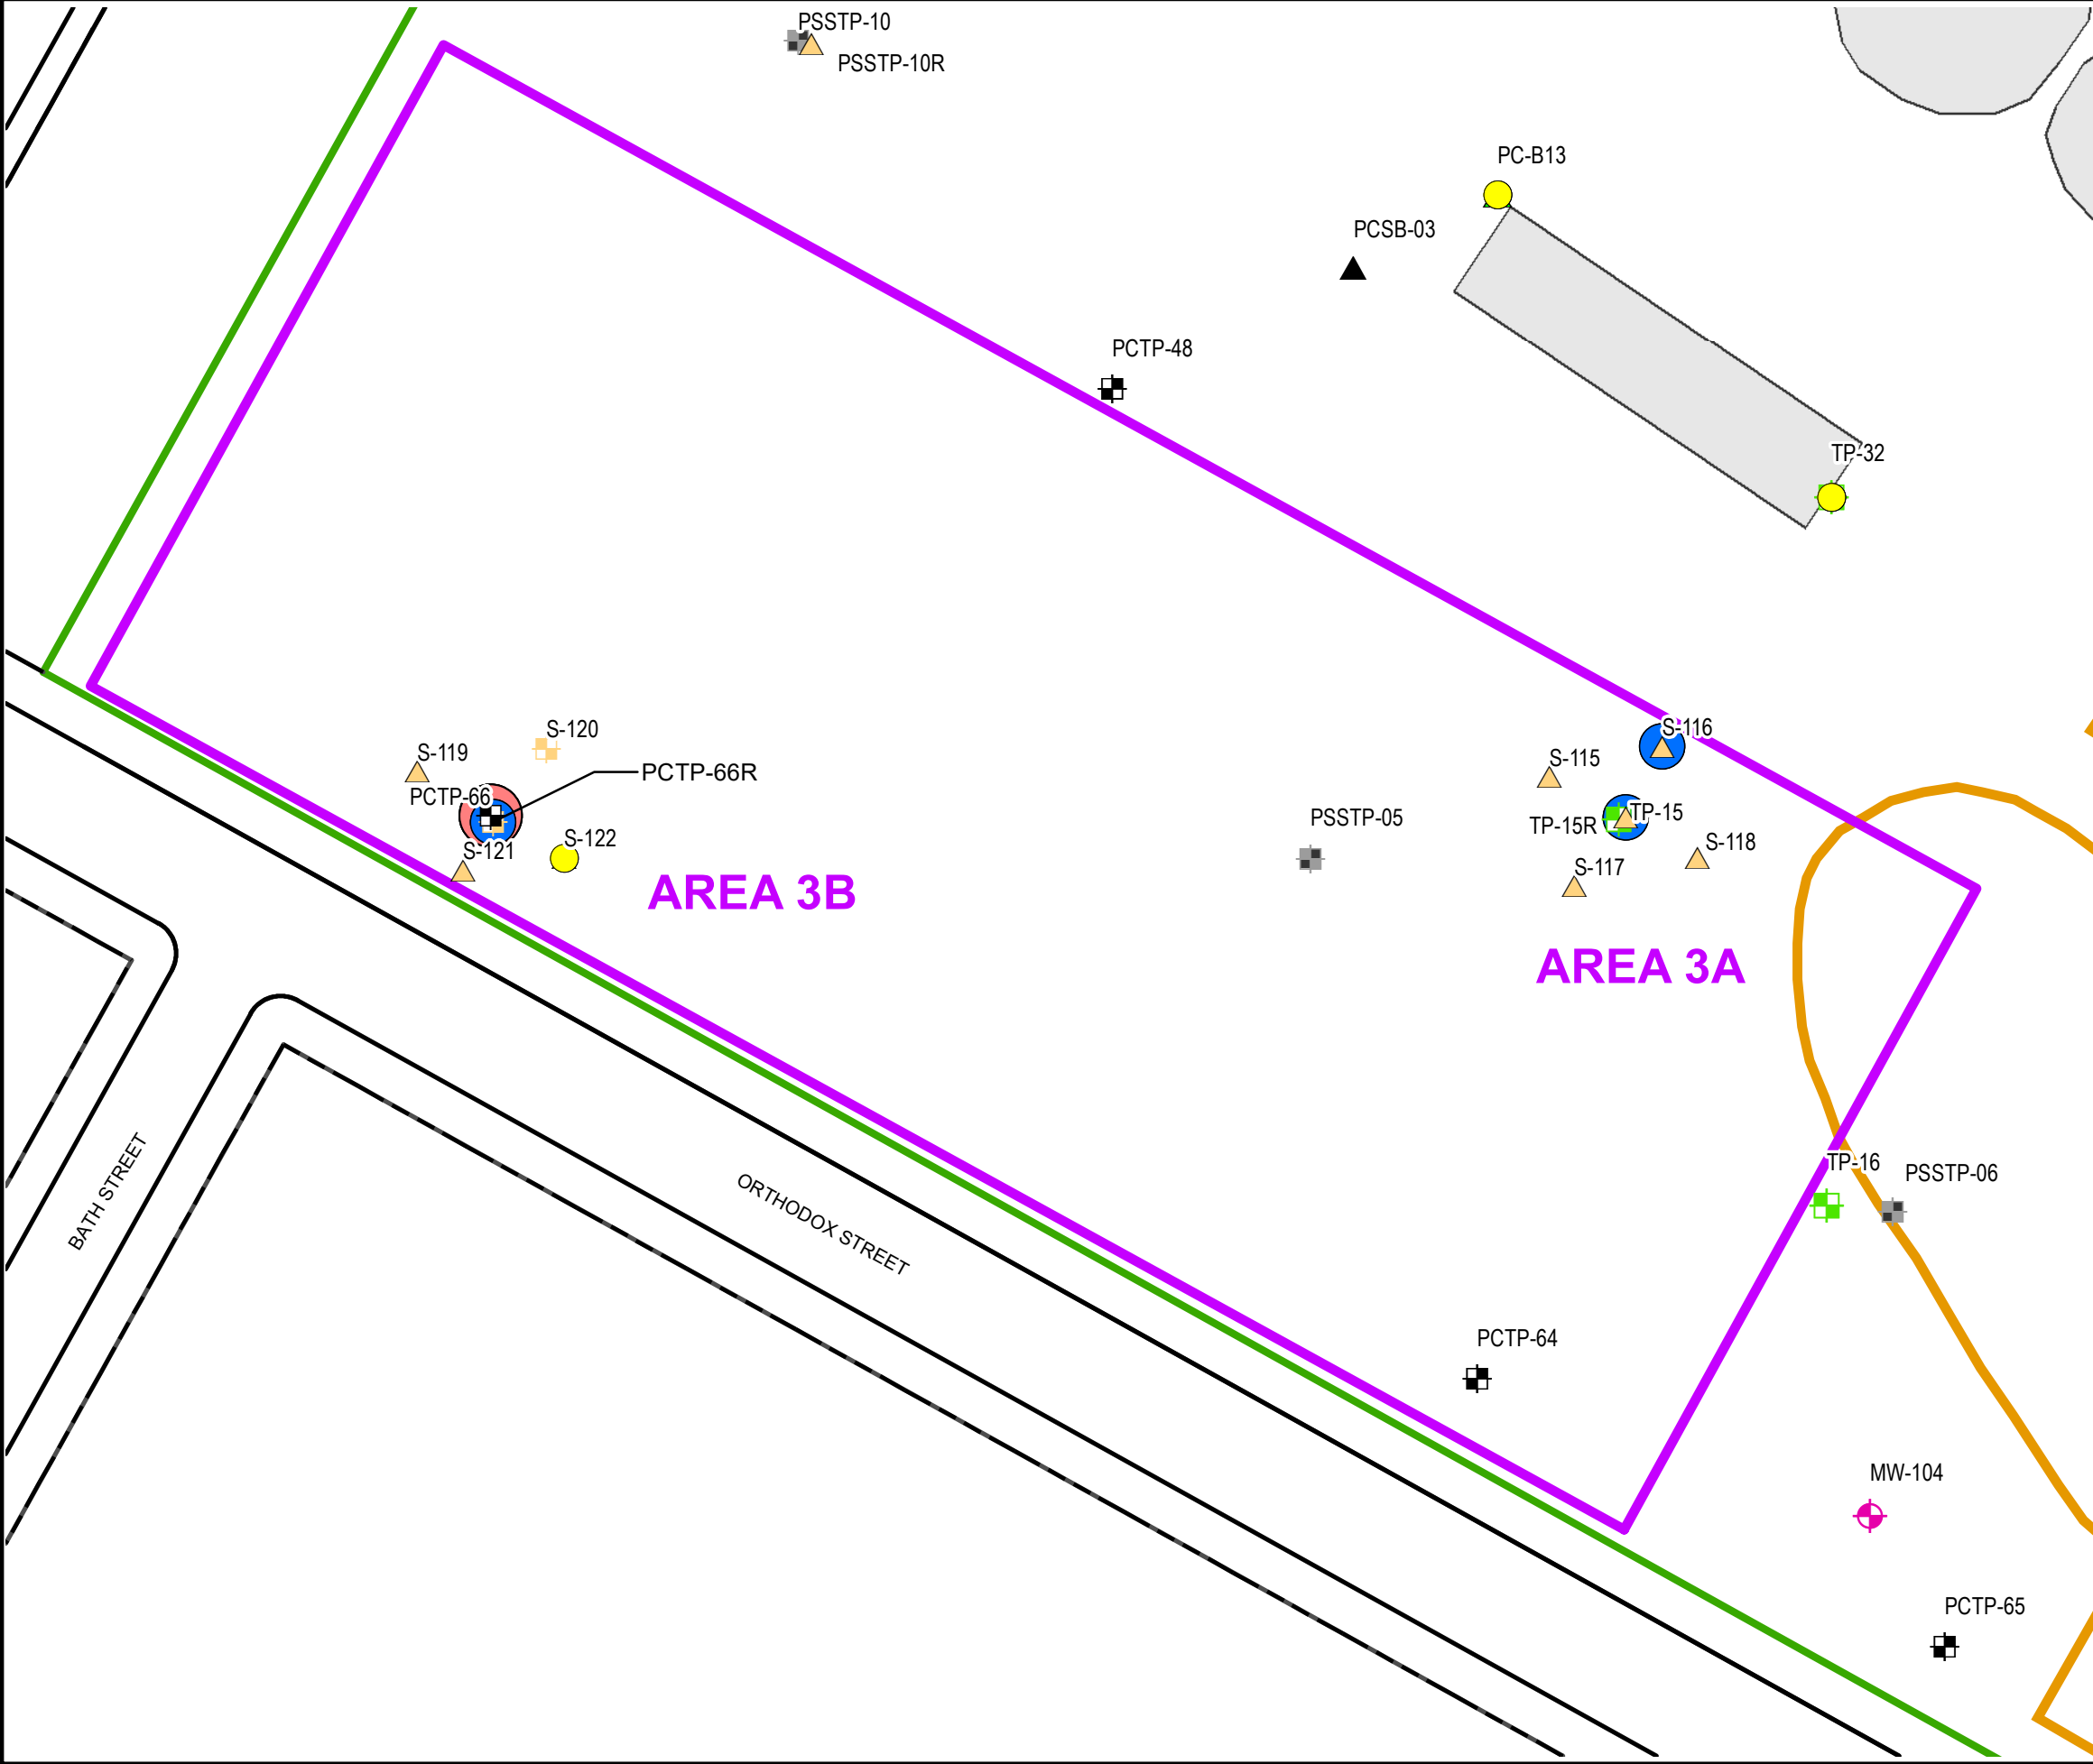 PSSTP-10
PSSTP-10R
PC-B13
PCSB-03
PCTP-48
TP-32
S-120
S-116
S-119
S-115
PCTP-66R
PCTP-66
PSSTP-05
TP-15
TP-15R
S-122
S-118
S-121
S-117
AREA 3B
AREA 3A
TP-16
PSSTP-06
BATH STREET
ORTHODOX STREET
PCTP-64
MW-104
PCTP-65